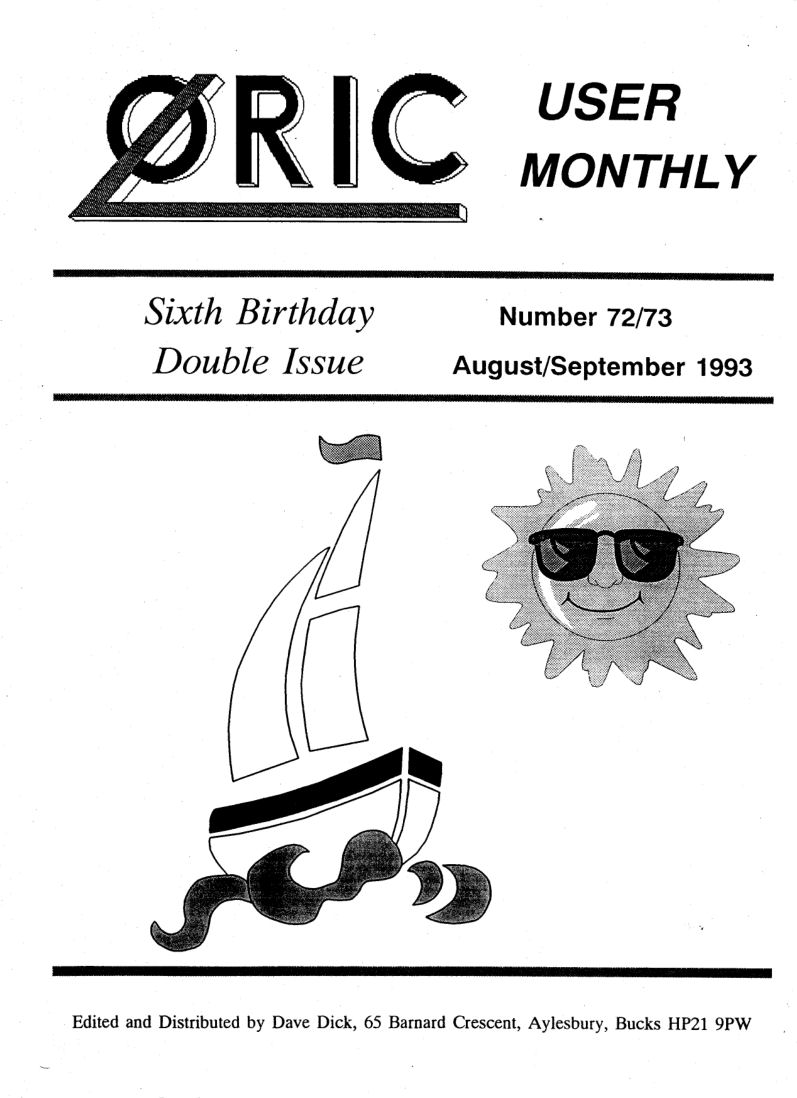 ØRIC
USER
MONTHLY
Sixth Birthday
Double Issue
Number 72/73
August/September 1993
Edited and Distributed by Dave Dick, 65 Barnard Crescent, Aylesbury, Bucks HP21 9PW